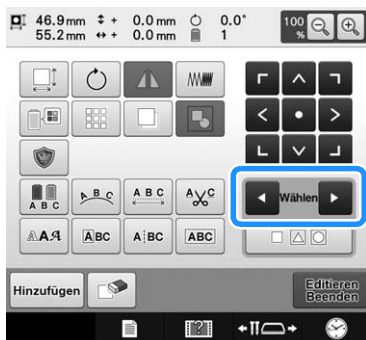 46.9mm + 0.0mm 0.0° 100
55.2mm + 0.0mm 1 %
ABC ABC ABC AC
AAA ABC A BC ABC
Wählen
Hinzufügen
Editieren
Beenden